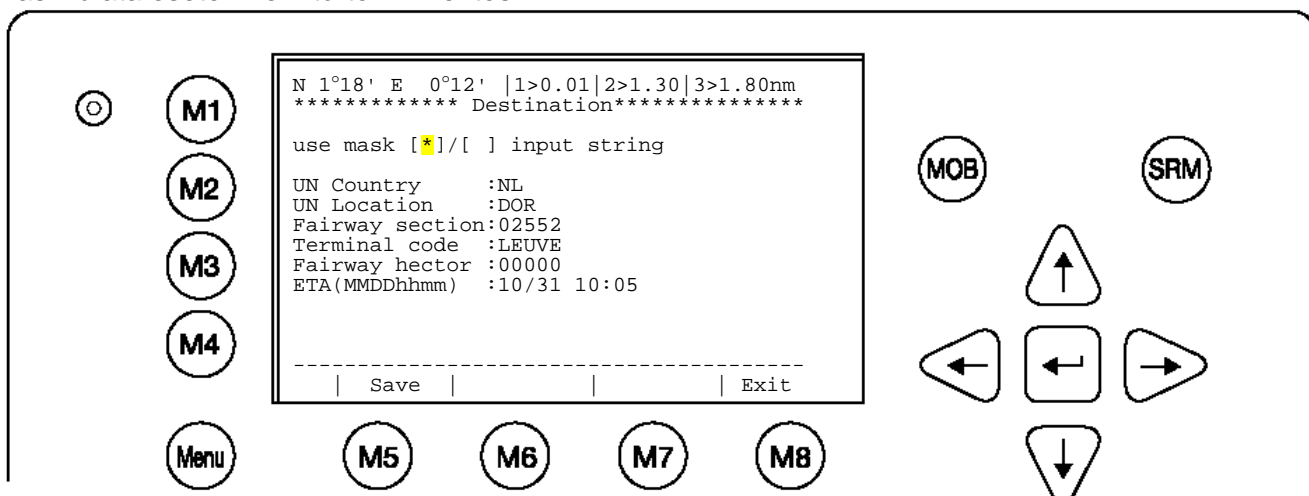 M1
M2
M3
M4
Menu
N 1°18' E 0°12' |1>0.01|2>1.30|3>1.80nm
************* Destination***************
use mask [*]/[ ] input string
UN Country :NL
UN Location :DOR
Fairway section:02552
Terminal code :LEUVE
Fairway hector :00000
ETA(MMDDhhmm) :10/31 10:05
----------------------------------------
| Save | | | Exit
M5 M6 M7 M8
MOB SRM